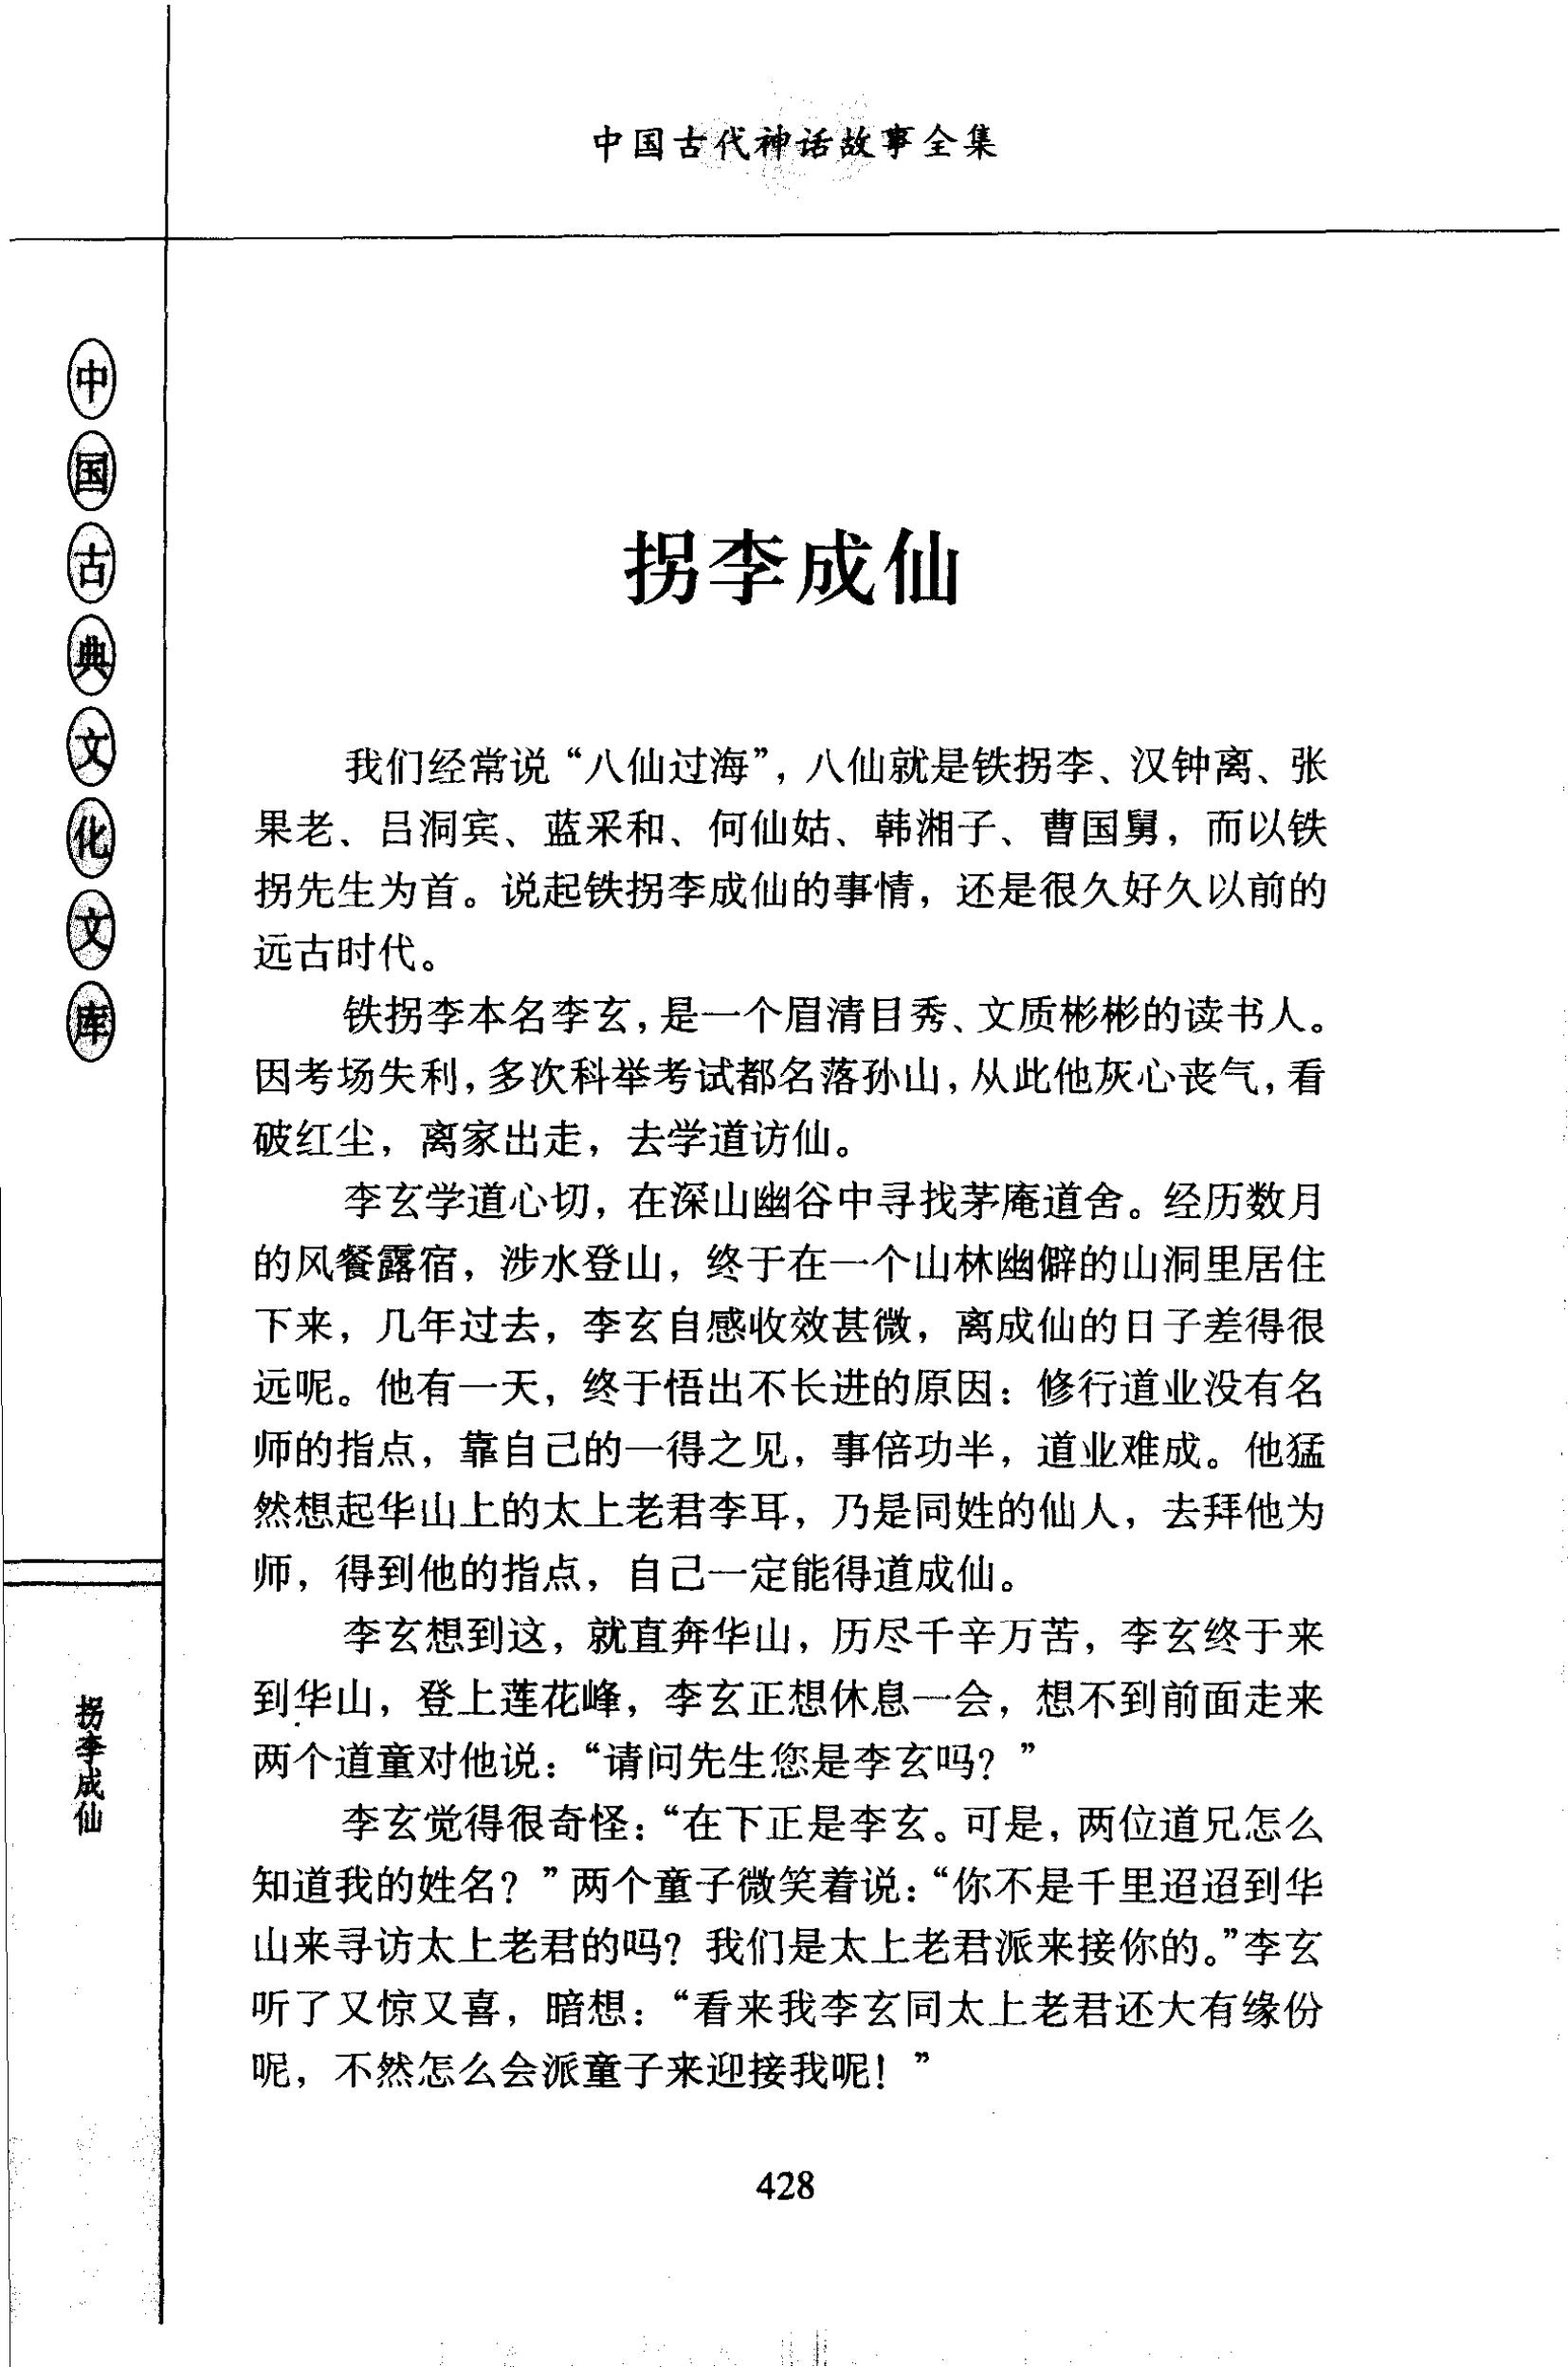 中国古代神话故事全集
中国古典文化文库
拐李成仙
拐李成仙
我们经常说“八仙过海”，八仙就是铁拐李、汉钟离、张
果老、吕洞宾、蓝采和、何仙姑、韩湘子、曹国舅，而以铁
拐先生为首。说起铁拐李成仙的事情，还是很久好久以前的
远古时代。
铁拐李本名李玄，是一个眉清目秀、文质彬彬的读书人。
因考场失利，多次科举考试都名落孙山，从此他灰心丧气，看
破红尘，离家出走，去学道访仙。
李玄学道心切，在深山幽谷中寻找茅庵道舍。经历数月
的风餐露宿，涉水登山，终于在一个山林幽僻的山洞里居住
下来，几年过去，李玄自感收效甚微，离成仙的日子差得很
远呢。他有一天，终于悟出不长进的原因：修行道业没有名
师的指点，靠自己的一得之见，事倍功半，道业难成。他猛
然想起华山上的太上老君李耳，乃是同姓的仙人，去拜他为
师，得到他的指点，自己一定能得道成仙。
李玄想到这，就直奔华山，历尽千辛万苦，李玄终于来
到华山，登上莲花峰，李玄正想休息一会，想不到前面走来
两个道童对他说：“请问先生您是李玄吗？”
李玄觉得很奇怪：“在下正是李玄。可是，两位道兄怎么
知道我的姓名？”两个童子微笑着说：“你不是千里迢迢到华
山来寻访太上老君的吗？我们是太上老君派来接你的。”李玄
听了又惊又喜，暗想：“看来我李玄同太上老君还大有缘份
呢，不然怎么会派童子来迎接我呢！”
428